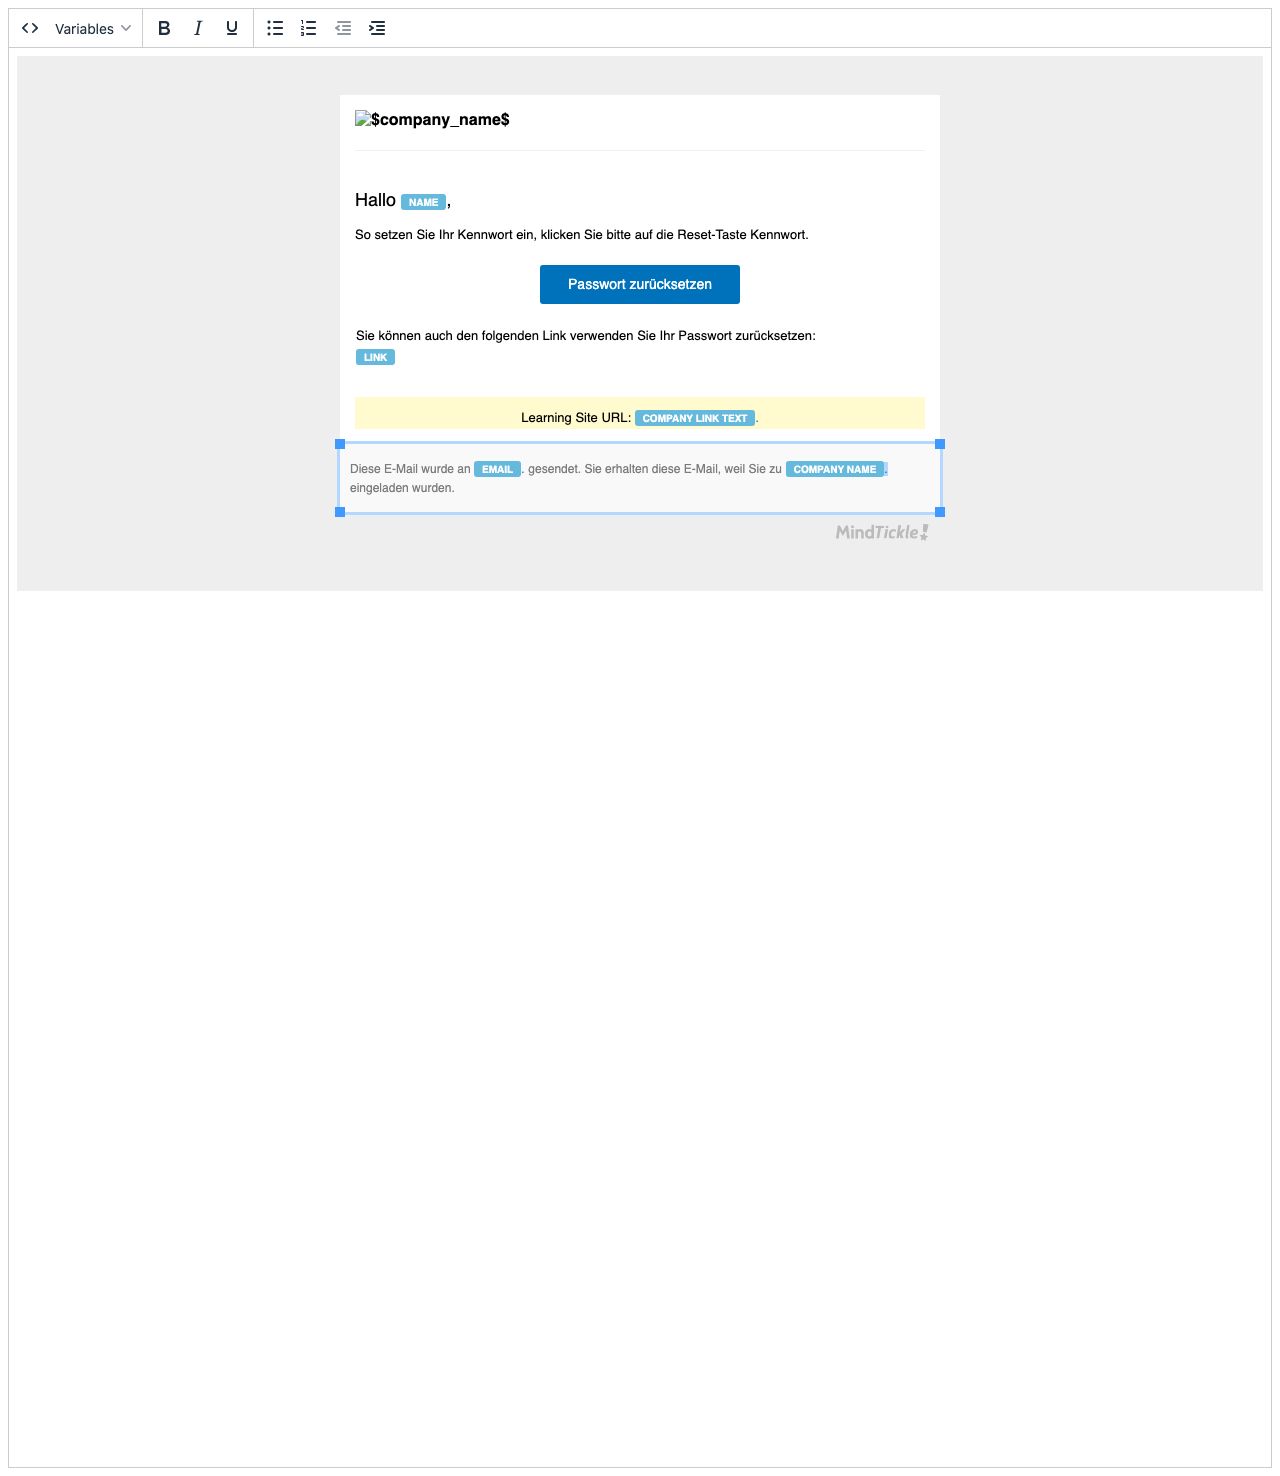 Variables B I U
$company_name$
Hallo NAME,
So setzen Sie Ihr Kennwort ein, klicken Sie bitte auf die Reset-Taste Kennwort.
Passwort zurücksetzen
Sie können auch den folgenden Link verwenden Sie Ihr Passwort zurücksetzen:
LINK
Learning Site URL: COMPANY LINK TEXT.
Diese E-Mail wurde an EMAIL. gesendet. Sie erhalten diese E-Mail, weil Sie zu COMPANY NAME.
eingeladen wurden.
MindTickle!